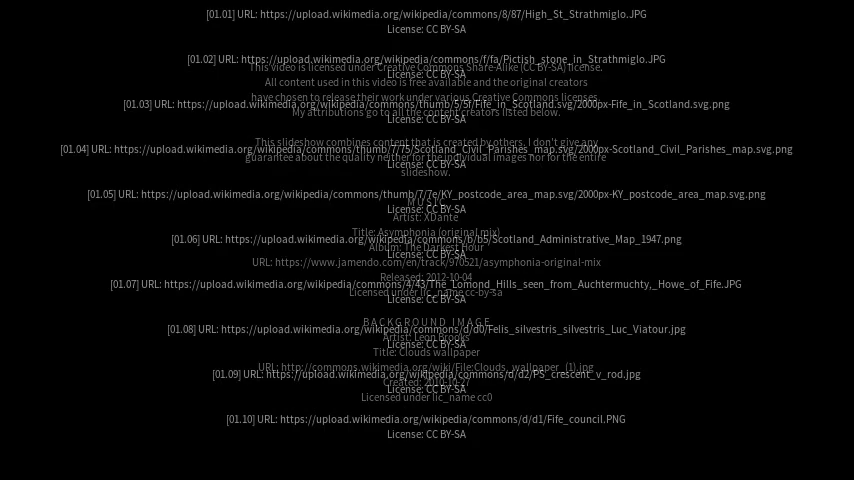 [01.01] URL: https://upload.wikimedia.org/wikipedia/commons/8/87/High_St_Strathmiglo.JPG
License: CC BY-SA
[01.02] URL: https://upload.wikimedia.org/wikipedia/commons/f/fa/Pictish_stone_in_Strathmiglo.JPG
This video is licensed under Creative Commons Share-Alike (CC BY-SA) license.
License: CC BY-SA
All content used in this video is free available and the original creators
have chosen to release their work under various Creative Commons licenses.
[01.03] URL: https://upload.wikimedia.org/wikipedia/commons/thumb/5/5f/Fife_in_Scotland.svg/2000px-Fife_in_Scotland.svg.png
My attributions go to all the content creators listed below.
License: CC BY-SA
This slideshow combines content that is created by others. I don't give any
[01.04] URL: https://upload.wikimedia.org/wikipedia/commons/thumb/7/75/Scotland_Civil_Parishes_map.svg/2000px-Scotland_Civil_Parishes_map.svg.png
guarantee about the quality neither for the individual images nor for the entire
License: CC BY-SA
slideshow.
[01.05] URL: https://upload.wikimedia.org/wikipedia/commons/thumb/7/7e/KY_postcode_area_map.svg/2000px-KY_postcode_area_map.svg.png
MUSIC
License: CC BY-SA
Artist: XDante
Title: Asymphonia (original mix)
[01.06] URL: https://upload.wikimedia.org/wikipedia/commons/b/b5/Scotland_Administrative_Map_1947.png
Album: The Darkest Hour
License: CC BY-SA
URL: https://www.jamendo.com/en/track/970521/asymphonia-original-mix
Released: 2012-10-04
[01.07] URL: https://upload.wikimedia.org/wikipedia/commons/4/43/The_Lomond_Hills_seen_from_Auchtermuchty,_Howe_of_Fife.JPG
Licensed under lic_name cc-by-sa
License: CC BY-SA
BACKGROUND IMAGE
[01.08] URL: https://upload.wikimedia.org/wikipedia/commons/d/d0/Felis_silvestris_silvestris_Luc_Viatour.jpg
Artist: Leon Brooks
License: CC BY-SA
Title: Clouds wallpaper
URL: http://commons.wikimedia.org/wiki/File:Clouds_wallpaper_(1).jpg
[01.09] URL: https://upload.wikimedia.org/wikipedia/commons/d/d2/PS_crescent_v_rod.jpg
Created: 2010-10-27
License: CC BY-SA
Licensed under lic_name cc0
[01.10] URL: https://upload.wikimedia.org/wikipedia/commons/d/d1/Fife_council.PNG
License: CC BY-SA